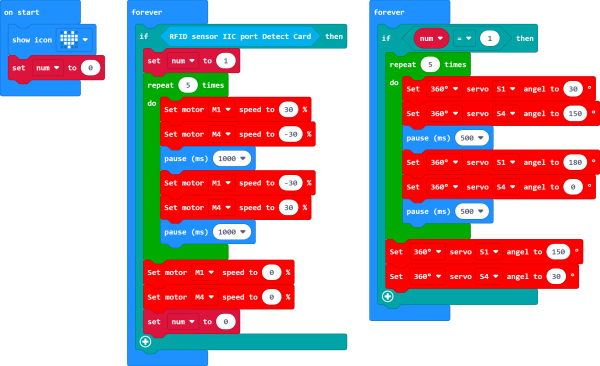 on start
show icon
set num to 0
forever
if RFID sensor IIC port Detect Card then
set num to 1
repeat 5 times
do Set motor M1 speed to 30 %
Set motor M4 speed to -30 %
pause (ms) 1000
Set motor M1 speed to -30 %
Set motor M4 speed to 30 %
pause (ms) 1000
Set motor M1 speed to 0 %
Set motor M4 speed to 0 %
set num to 0
forever
if num = 1 then
repeat 5 times
do Set 360° servo S1 angel to 30 °
Set 360° servo S4 angel to 150 °
pause (ms) 500
Set 360° servo S1 angel to 180 °
Set 360° servo S4 angel to 0 °
pause (ms) 500
Set 360° servo S1 angel to 150 °
Set 360° servo S4 angel to 30 °